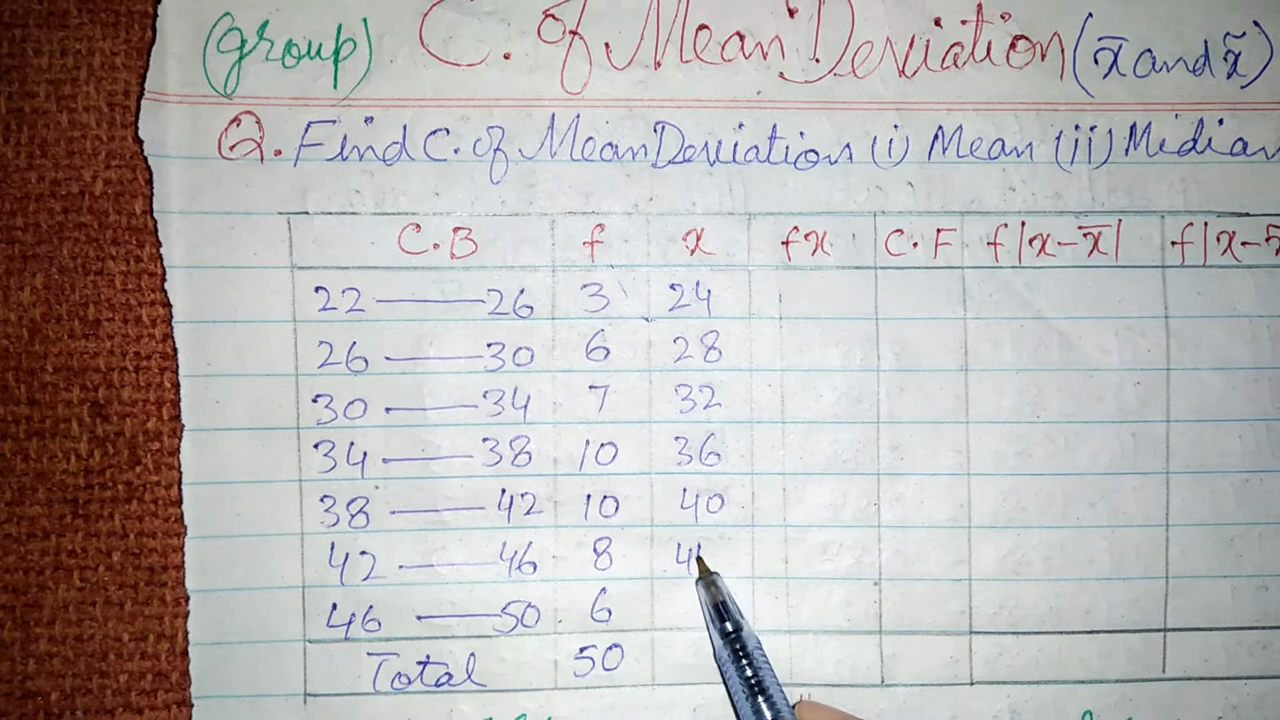 (group) C. of Mean Deviation (x̄ and x̃)
Q. Find C. of Mean Deviation (i) Mean (ii) Midian
C.B f x fx C.F f|x-x̄| f|x-
22 — 26 3 24
26 — 30 6 28
30 — 34 7 32
34 — 38 10 36
38 — 42 10 40
42 — 46 8 4
46 — 50 6
Total 50